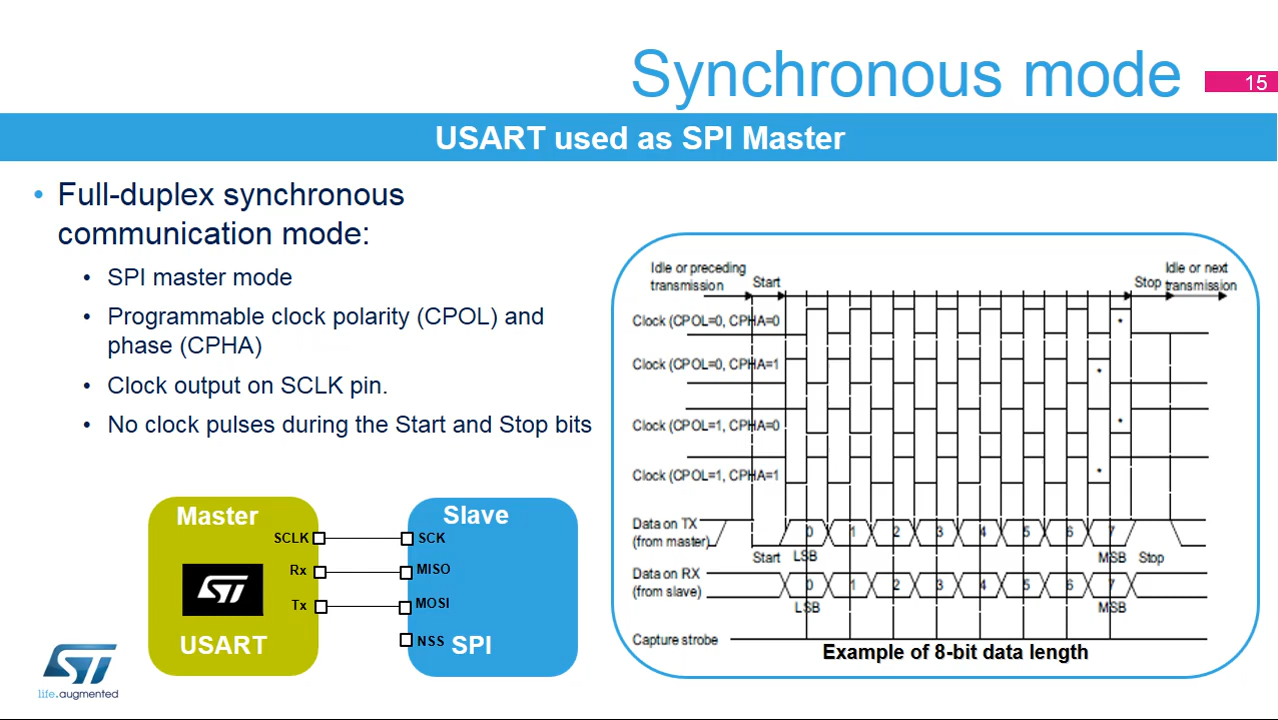 Synchronous mode
15
USART used as SPI Master
• Full-duplex synchronous
communication mode:
• SPI master mode
• Programmable clock polarity (CPOL) and
phase (CPHA)
• Clock output on SCLK pin.
• No clock pulses during the Start and Stop bits
Master
SCLK
Rx
Tx
ST
USART
Slave
SCK
MISO
MOSI
NSS
SPI
ST
life.augmented
Idle or preceding
transmission
Start
Stop
Idle or next
transmission
Clock (CPOL=0, CPHA=0
*
Clock (CPOL=0, CPHA=1
*
Clock (CPOL=1, CPHA=0
*
Clock (CPOL=1, CPHA=1
*
Data on TX
(from master)
0 1 2 3 4 5 6 7
Start LSB MSB Stop
Data on RX
(from slave)
0 1 2 3 4 5 6 7
LSB MSB
Capture strobe
Example of 8-bit data length